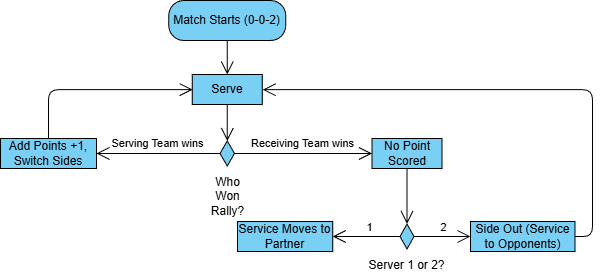 Match Starts (0-0-2)
Serve
Add Points +1,
Switch Sides
Serving Team wins
Receiving Team wins
No Point
Scored
Who
Won
Rally?
Service Moves to
Partner
1
2
Side Out (Service
to Opponents)
Server 1 or 2?